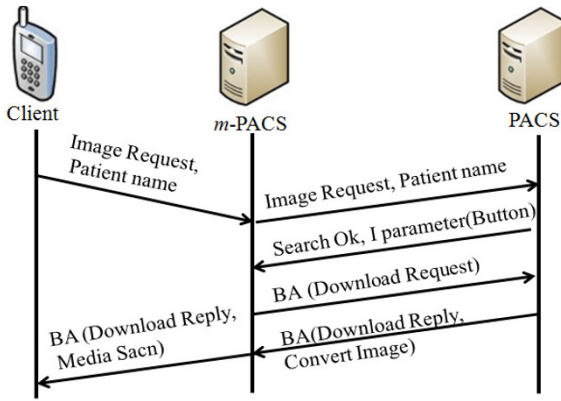 Client
m-PACS
PACS
Image Request,
Patient name
Image Request, Patient name
Search Ok, I parameter(Button)
BA (Download Request)
BA (Download Reply,
Media Sacn)
BA(Download Reply,
Convert Image)